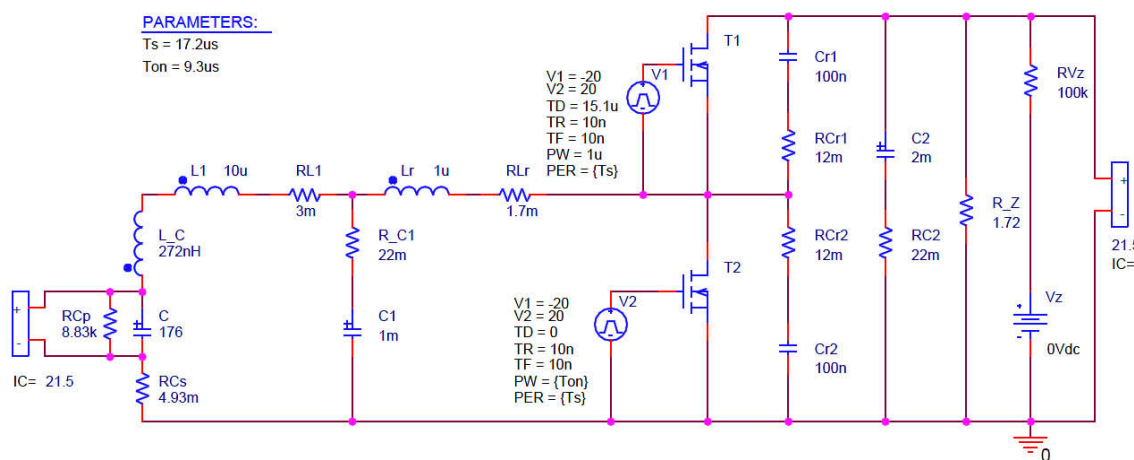 PARAMETERS:
Ts = 17.2us
Ton = 9.3us
T1
V1
V1 = -20
V2 = 20
TD = 15.1u
TR = 10n
TF = 10n
PW = 1u
PER = {Ts}
Cr1
100n
RCr1
12m
C2
2m
RC2
22m
R_Z
1.72
RVz
100k
+
-
21.5
IC=
L1 10u
RL1
3m
Lr 1u
RLr
1.7m
L_C
272nH
R_C1
22m
C1
1m
+
-
RCp
8.83k
C
176
IC= 21.5
RCs
4.93m
T2
V2
V1 = -20
V2 = 20
TD = 0
TR = 10n
TF = 10n
PW = {Ton}
PER = {Ts}
RCr2
12m
Cr2
100n
Vz
0Vdc
0